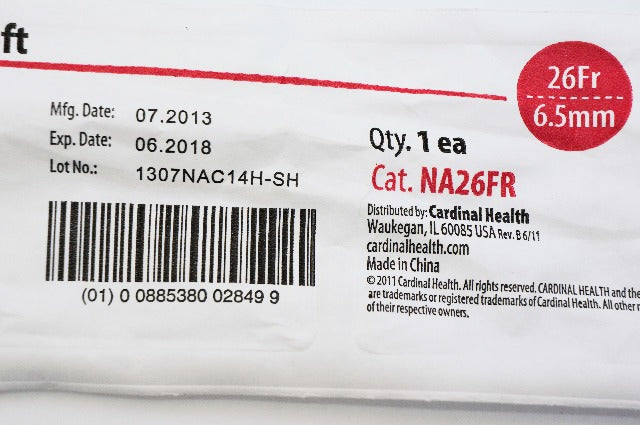 ft
26Fr
6.5mm
Mfg. Date: 07.2013
Exp. Date: 06.2018
Lot No.: 1307NAC14H-SH
(01) 0 0885380 02849 9
Qty. 1 ea
Cat. NA26FR
Distributed by: Cardinal Health
Waukegan, IL 60085 USA Rev. B 6/11
cardinalhealth.com
Made in China
© 2011 Cardinal Health. All rights reserved. CARDINAL HEALTH and the
are trademarks or registered trademarks of Cardinal Health. All other
of their respective owners.